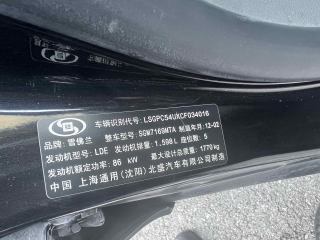 车辆识别代号: LSGPC54UXCF034016
品牌: 雪佛兰 整车型号: SGM7169MTA 制造年月: 12-02
发动机型号: LDE 发动机排量: 1.598 L 座位数: 5
发动机额定功率: 86 kW 最大设计总质量: 1770kg
中国 上海通用(沈阳)北盛汽车有限公司制造